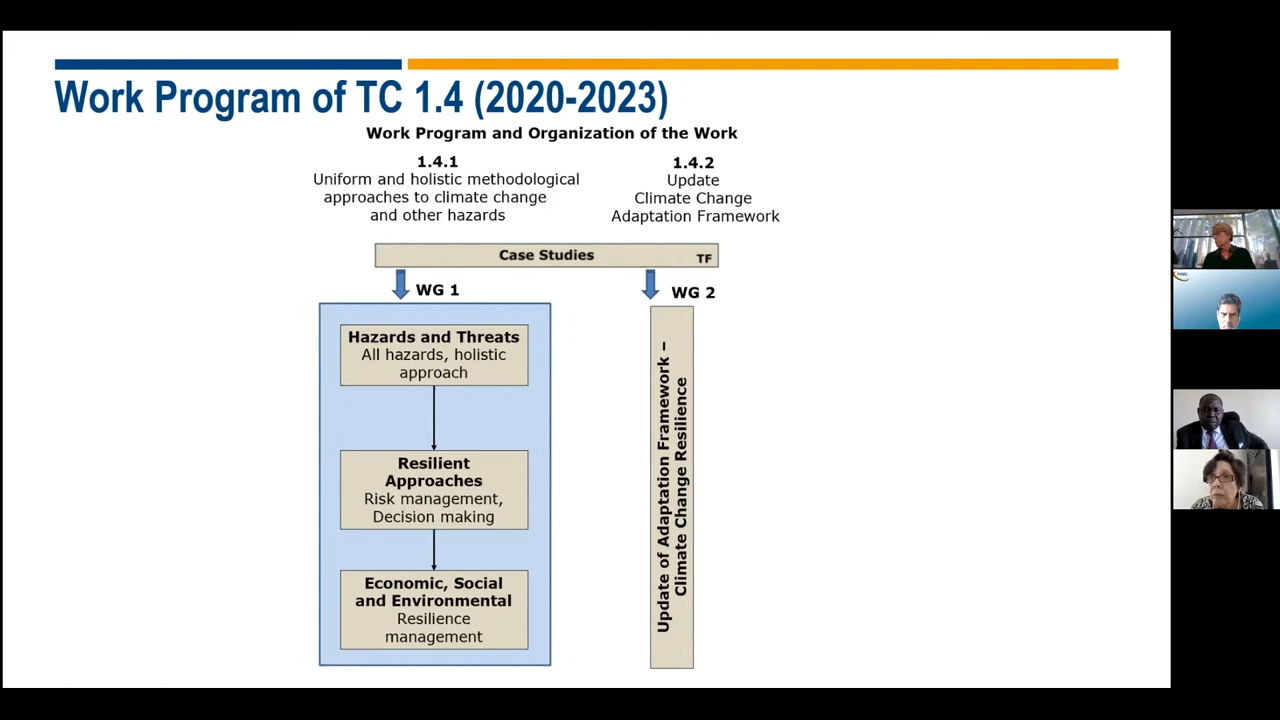 Work Program of TC 1.4 (2020-2023)
Work Program and Organization of the Work
1.4.1
Uniform and holistic methodological
approaches to climate change
and other hazards
1.4.2
Update
Climate Change
Adaptation Framework
Case Studies
TF
WG 1
WG 2
Hazards and Threats
All hazards, holistic
approach
Resilient
Approaches
Risk management,
Decision making
Economic, Social
and Environmental
Resilience
management
Update of Adaptation Framework –
Climate Change Resilience